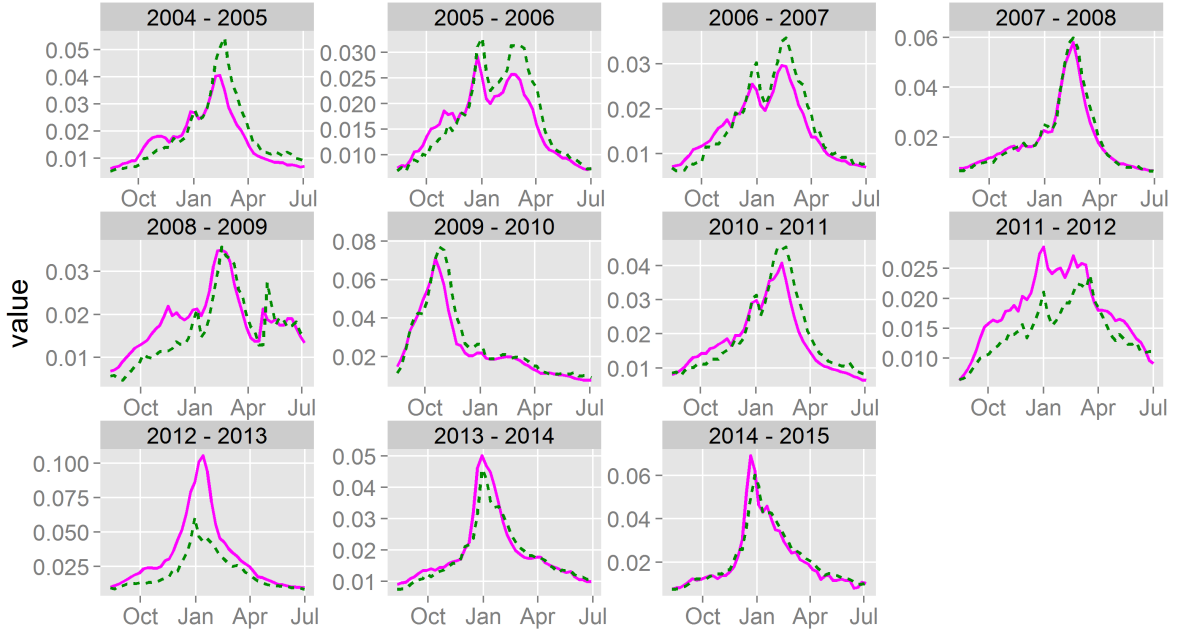 2004 - 2005 2005 - 2006 2006 - 2007 2007 - 2008
0.05 0.04 0.03 0.02 0.01
0.030 0.025 0.020 0.015 0.010
0.03 0.02 0.01
0.06 0.04 0.02
Oct Jan Apr Jul Oct Jan Apr Jul Oct Jan Apr Jul Oct Jan Apr Jul
2008 - 2009 2009 - 2010 2010 - 2011 2011 - 2012
value
0.03 0.02 0.01
0.08 0.06 0.04 0.02
0.04 0.03 0.02 0.01
0.025 0.020 0.015 0.010
Oct Jan Apr Jul Oct Jan Apr Jul Oct Jan Apr Jul Oct Jan Apr Jul
2012 - 2013 2013 - 2014 2014 - 2015
0.100 0.075 0.050 0.025
0.05 0.04 0.03 0.02 0.01
0.06 0.04 0.02
Oct Jan Apr Jul Oct Jan Apr Jul Oct Jan Apr Jul